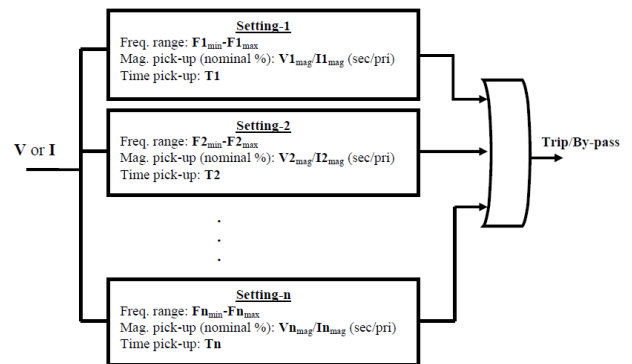 Setting-1
Freq. range: F1min-F1max
Mag. pick-up (nominal %): V1mag/I1mag (sec/pri)
Time pick-up: T1
Setting-2
Freq. range: F2min-F2max
Mag. pick-up (nominal %): V2mag/I2mag (sec/pri)
Time pick-up: T2
V or I
Trip/By-pass
.
.
.
Setting-n
Freq. range: Fnmin-Fnmax
Mag. pick-up (nominal %): Vnmag/Inmag (sec/pri)
Time pick-up: Tn